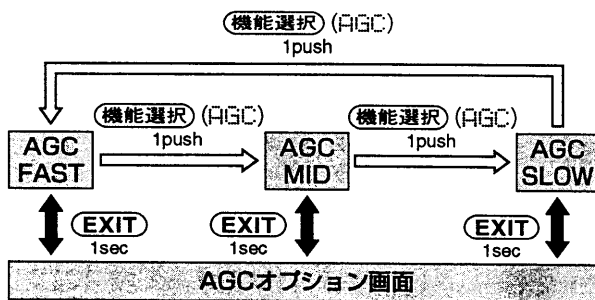 機能選択 (AGC)
1push
機能選択 (AGC)
1push
機能選択 (AGC)
1push
AGC
FAST
AGC
MID
AGC
SLOW
EXIT
1sec
EXIT
1sec
EXIT
1sec
AGCオプション画面